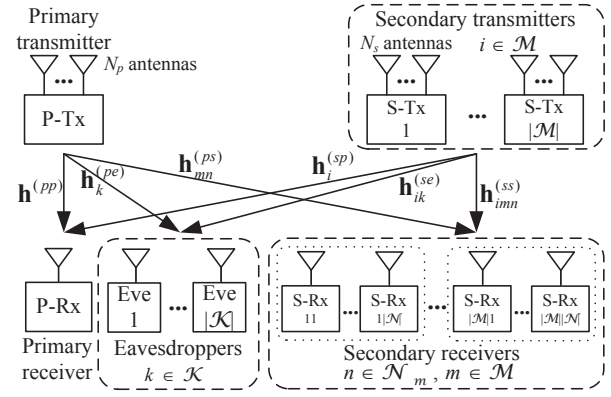 Primary
transmitter
N_p antennas
...
P-Tx
Secondary transmitters
N_s antennas
i ∈ ℳ
...
...
S-Tx
1
...
S-Tx
|ℳ|
h^(pp)
h_k^(pe)
h_mn^(ps)
h_i^(sp)
h_ik^(se)
h_imn^(ss)
P-Rx
Primary
receiver
Eve
1
...
Eve
|𝒦|
Eavesdroppers
k ∈ 𝒦
S-Rx
11
...
S-Rx
1|𝒩|
...
S-Rx
|ℳ|1
...
S-Rx
|ℳ||𝒩|
Secondary receivers
n ∈ 𝒩_m , m ∈ ℳ